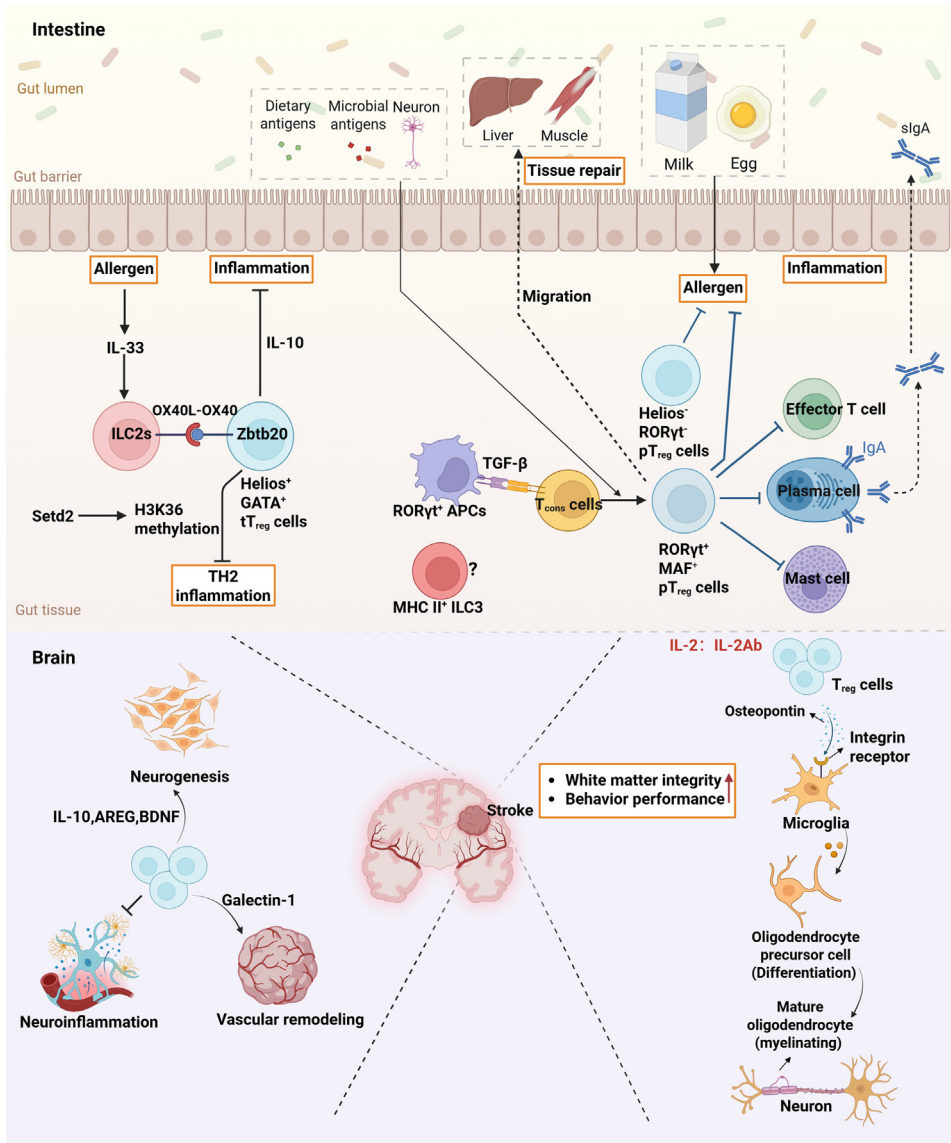 Intestine
Gut lumen
Dietary
antigens
Microbial
antigens
Neuron
Liver
Muscle
Milk
Egg
sIgA
Gut barrier
Tissue repair
Allergen
Inflammation
Migration
Allergen
Inflammation
IL-33
IL-10
OX40L-OX40
ILC2s
Zbtb20
Helios⁺
GATA⁺
tTreg cells
Setd2
H3K36
methylation
TH2
inflammation
TGF-β
RORγt⁺ APCs
Tcons cells
MHC II⁺ ILC3
?
Helios⁻
RORγt⁻
pTreg cells
RORγt⁺
MAF⁺
pTreg cells
Effector T cell
IgA
Plasma cell
Mast cell
Gut tissue
Brain
Neurogenesis
IL-10,AREG,BDNF
Galectin-1
Neuroinflammation
Vascular remodeling
Stroke
• White matter integrity
• Behavior performance
IL-2: IL-2Ab
Treg cells
Osteopontin
Integrin
receptor
Microglia
Oligodendrocyte
precursor cell
(Differentiation)
Mature
oligodendrocyte
(myelinating)
Neuron